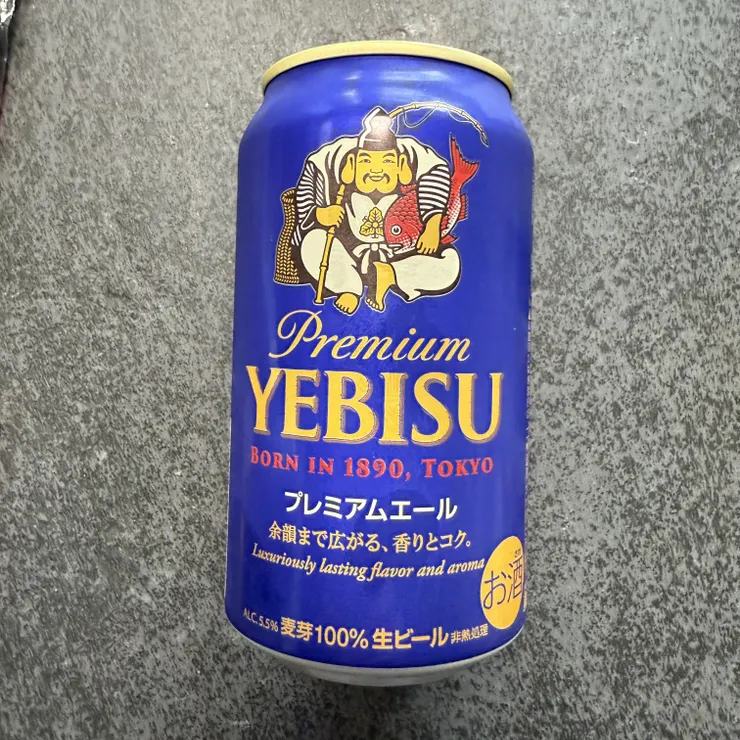 Premium
YEBISU
BORN IN 1890, TOKYO
プレミアムエール
余韻まで広がる、香りとコク。
Luxuriously lasting flavor and aroma
さけ
お酒
ALC.5.5% 麦芽100% 生ビール 非熱処理